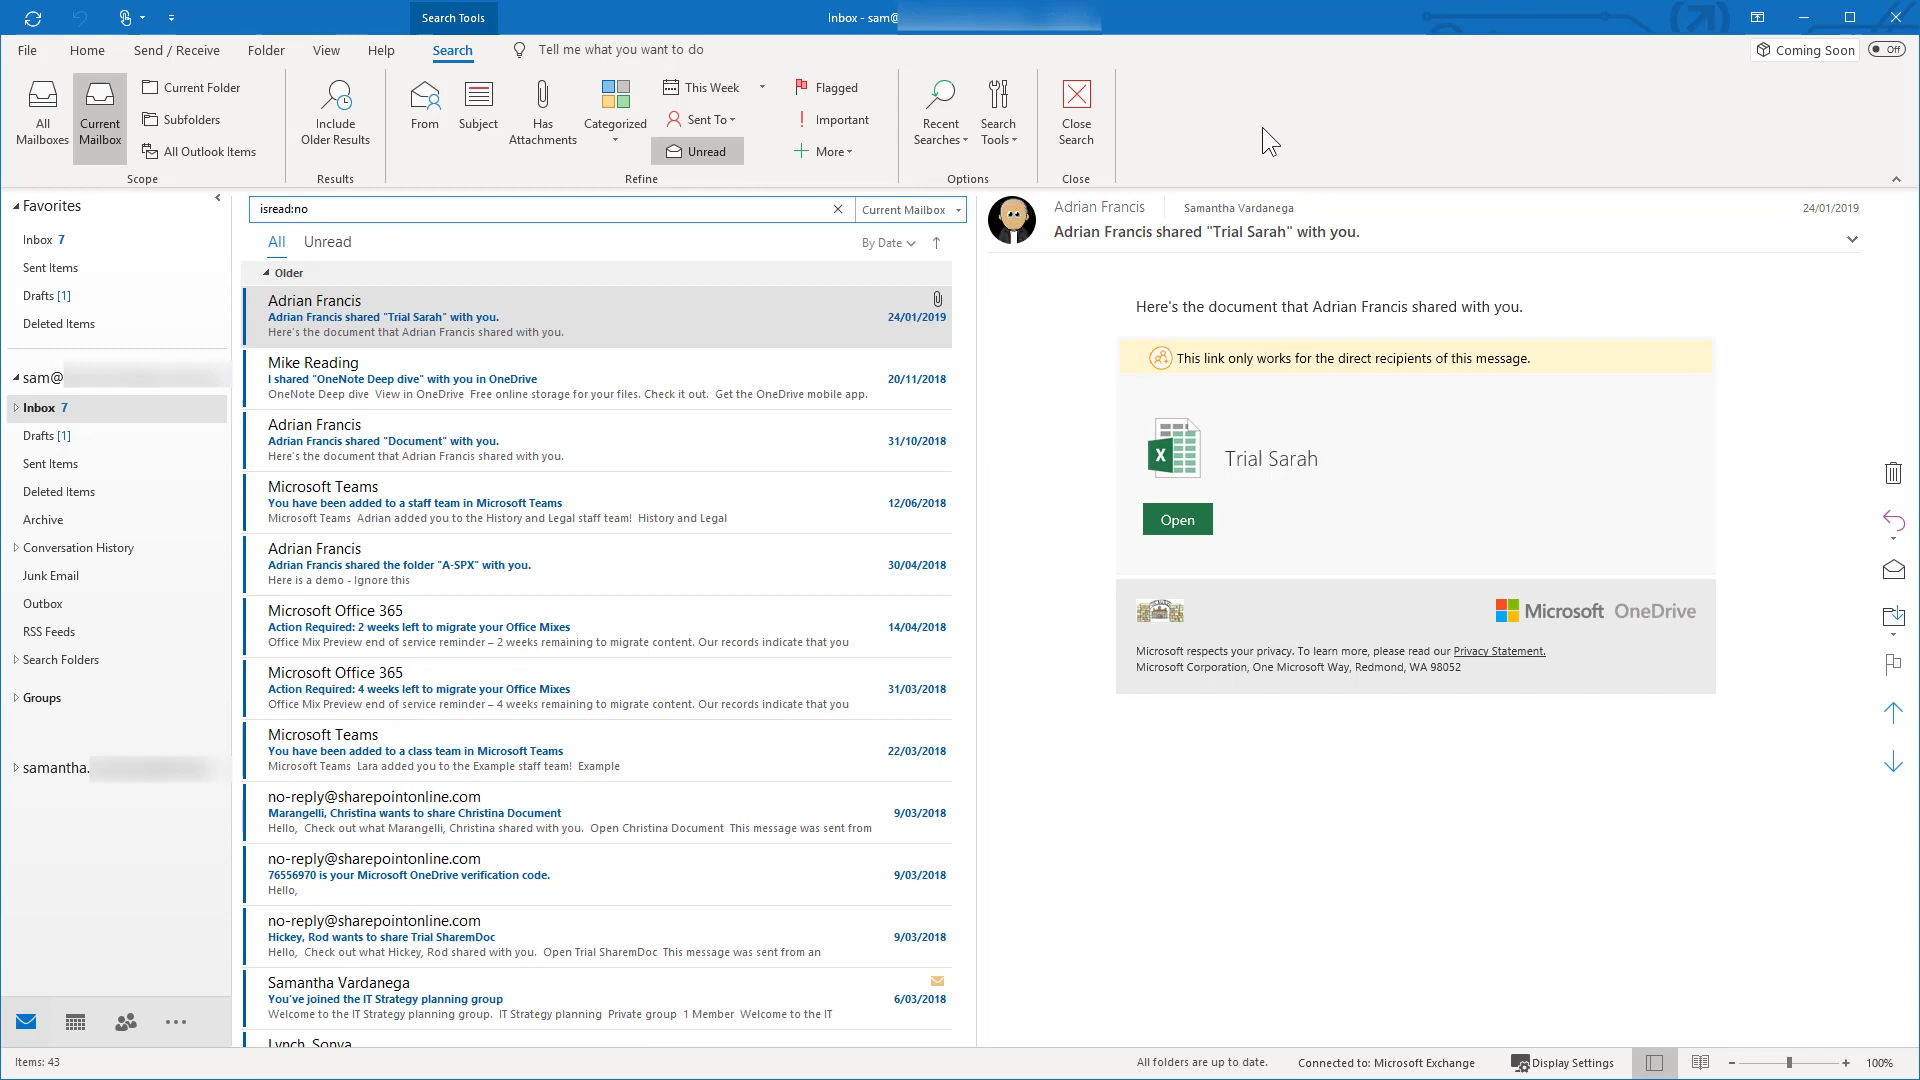 Search Tools
Inbox - sam@
File Home Send / Receive Folder View Help Search Tell me what you want to do
Coming Soon Off
All Mailboxes
Current Mailbox
Current Folder
Subfolders
All Outlook Items
Scope
Include Older Results
Results
From
Subject
Has Attachments
Categorized
This Week
Sent To
Unread
Flagged
Important
More
Refine
Recent Searches
Search Tools
Options
Close Search
Close
Favorites
Inbox 7
Sent Items
Drafts [1]
Deleted Items
sam@
Inbox 7
Drafts [1]
Sent Items
Deleted Items
Archive
Conversation History
Junk Email
Outbox
RSS Feeds
Search Folders
Groups
samantha.
isread:no
Current Mailbox
All Unread
By Date
Older
Adrian Francis
Adrian Francis shared "Trial Sarah" with you. 24/01/2019
Here's the document that Adrian Francis shared with you.
Mike Reading
I shared "OneNote Deep dive" with you in OneDrive 20/11/2018
OneNote Deep dive View in OneDrive Free online storage for your files. Check it out. Get the OneDrive mobile app.
Adrian Francis
Adrian Francis shared "Document" with you. 31/10/2018
Here's the document that Adrian Francis shared with you.
Microsoft Teams
You have been added to a staff team in Microsoft Teams 12/06/2018
Microsoft Teams Adrian added you to the History and Legal staff team! History and Legal
Adrian Francis
Adrian Francis shared the folder "A-SPX" with you. 30/04/2018
Here is a demo - Ignore this
Microsoft Office 365
Action Required: 2 weeks left to migrate your Office Mixes 14/04/2018
Office Mix Preview end of service reminder – 2 weeks remaining to migrate content. Our records indicate that you
Microsoft Office 365
Action Required: 4 weeks left to migrate your Office Mixes 31/03/2018
Office Mix Preview end of service reminder – 4 weeks remaining to migrate content. Our records indicate that you
Microsoft Teams
You have been added to a class team in Microsoft Teams 22/03/2018
Microsoft Teams Lara added you to the Example staff team! Example
no-reply@sharepointonline.com
Marangelli, Christina wants to share Christina Document 9/03/2018
Hello, Check out what Marangelli, Christina shared with you. Open Christina Document This message was sent from
no-reply@sharepointonline.com
76556970 is your Microsoft OneDrive verification code. 9/03/2018
Hello,
no-reply@sharepointonline.com
Hickey, Rod wants to share Trial SharemDoc 9/03/2018
Hello, Check out what Hickey, Rod shared with you. Open Trial SharemDoc This message was sent from an
Samantha Vardanega
You've joined the IT Strategy planning group 6/03/2018
Welcome to the IT Strategy planning group. IT Strategy planning Private group 1 Member Welcome to the IT
Lynch, Sonya
Adrian Francis Samantha Vardanega 24/01/2019
Adrian Francis shared "Trial Sarah" with you.
Here's the document that Adrian Francis shared with you.
This link only works for the direct recipients of this message.
X
Trial Sarah
Open
Microsoft OneDrive
Microsoft respects your privacy. To learn more, please read our Privacy Statement.
Microsoft Corporation, One Microsoft Way, Redmond, WA 98052
Items: 43
All folders are up to date. Connected to: Microsoft Exchange Display Settings 100%